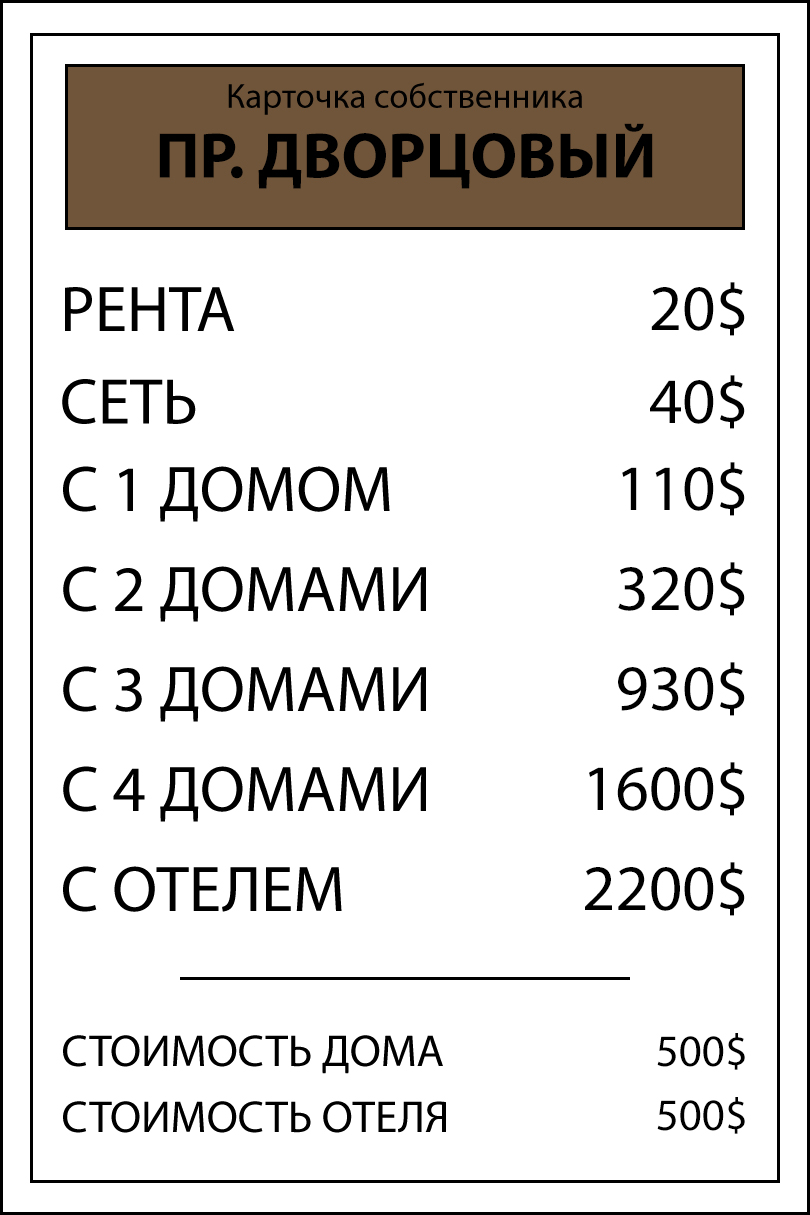 Карточка собственника
ПР. ДВОРЦОВЫЙ
РЕНТА 20$
СЕТЬ 40$
С 1 ДОМОМ 110$
С 2 ДОМАМИ 320$
С 3 ДОМАМИ 930$
С 4 ДОМАМИ 1600$
С ОТЕЛЕМ 2200$
СТОИМОСТЬ ДОМА 500$
СТОИМОСТЬ ОТЕЛЯ 500$